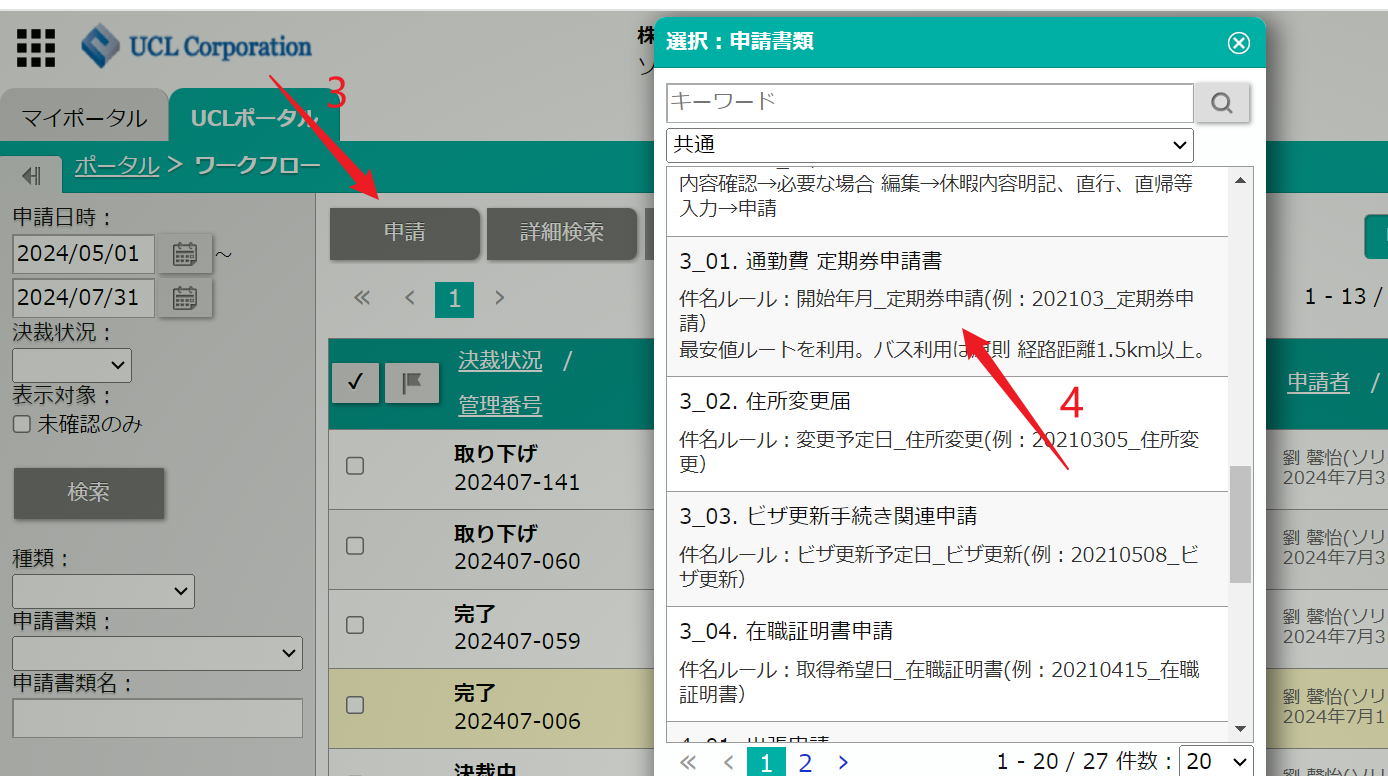 UCL Corporation
株
ソ
マイポータル
UCLポータル
3
ポータル > ワークフロー
申請日時：
2024/05/01
～
2024/07/31
決裁状況：
表示対象：
未確認のみ
検索
種類：
申請書類：
申請書類名：
申請
詳細検索
« < 1 >
1 - 13 /
決裁状況 /
管理番号
申請者 /
取り下げ
202407-141
劉 馨怡(ソリ
2024年7月3
取り下げ
202407-060
劉 馨怡(ソリ
2024年7月3
完了
202407-059
劉 馨怡(ソリ
2024年7月3
完了
202407-006
劉 馨怡(ソリ
2024年7月1
決裁中
劉 馨怡(ソリ
選択：申請書類
キーワード
共通
内容確認→必要な場合 編集→休暇内容明記、直行、直帰等
入力→申請
3_01. 通勤費 定期券申請書
件名ルール：開始年月_定期券申請(例：202103_定期券申
請）
最安値ルートを利用。バス利用は原則 経路距離1.5km以上。
4
3_02. 住所変更届
件名ルール：変更予定日_住所変更(例：20210305_住所変
更）
3_03. ビザ更新手続き関連申請
件名ルール：ビザ更新予定日_ビザ更新(例：20210508_ビ
ザ更新）
3_04. 在職証明書申請
件名ルール：取得希望日_在職証明書(例：20210415_在職
証明書）
4_01. 出張申請
« < 1 2 >
1 - 20 / 27 件数： 20